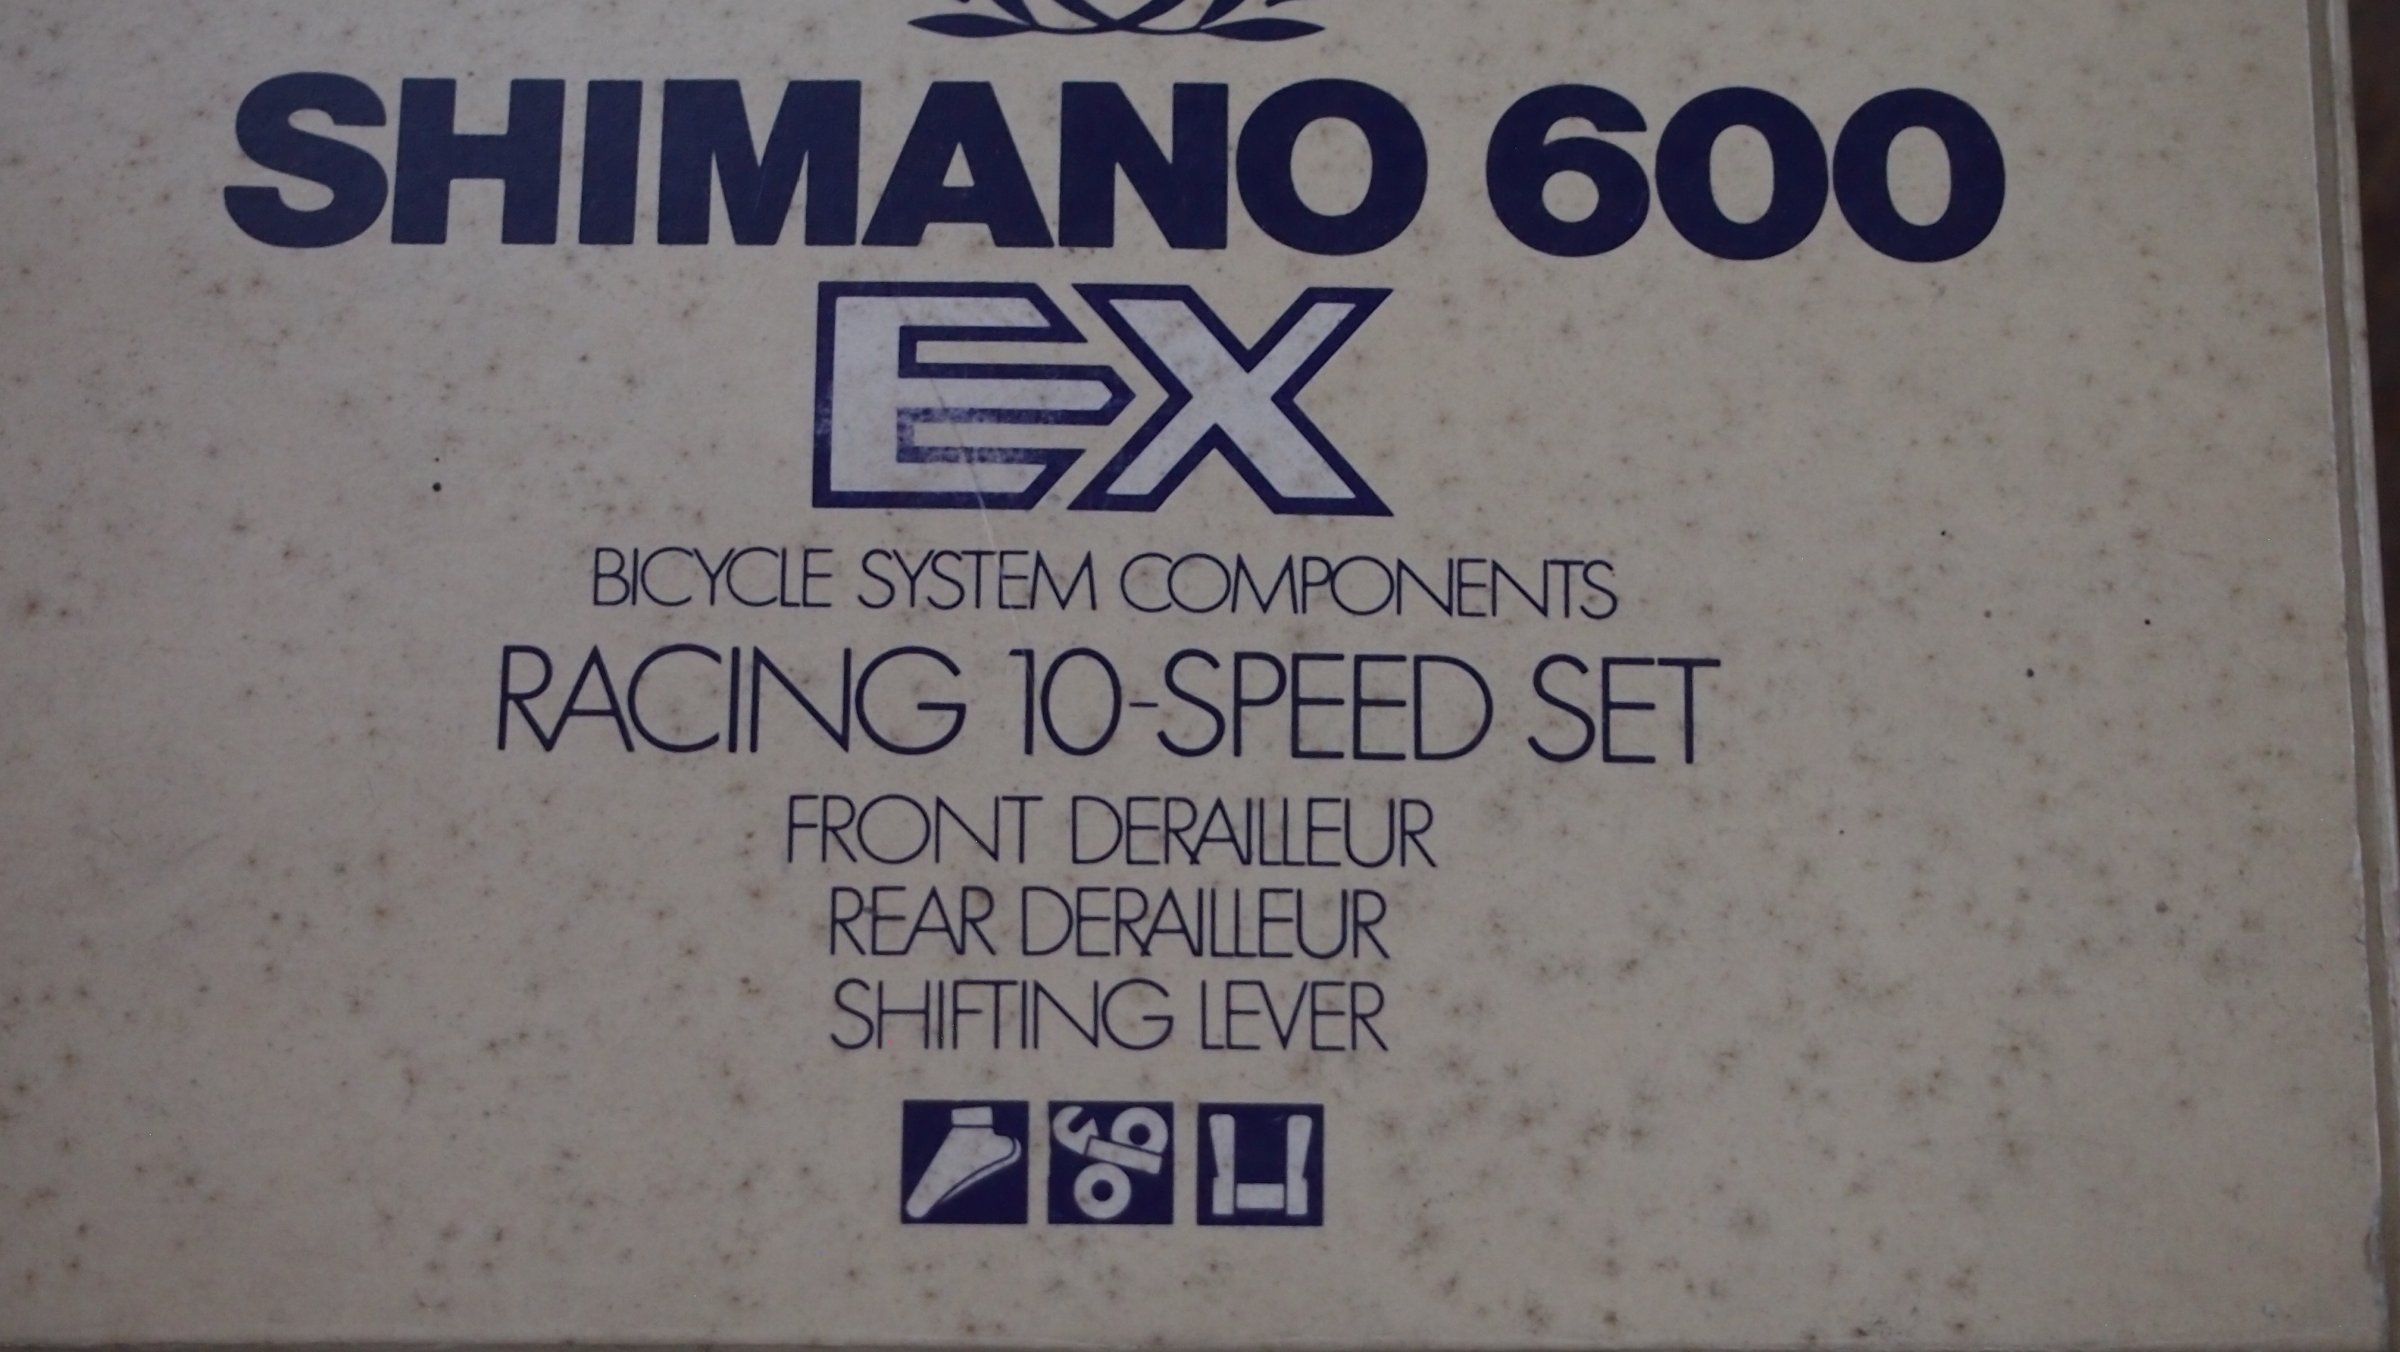 SHIMANO 600
EX
BICYCLE SYSTEM COMPONENTS
RACING 10-SPEED SET
FRONT DERAILLEUR
REAR DERAILLEUR
SHIFTING LEVER